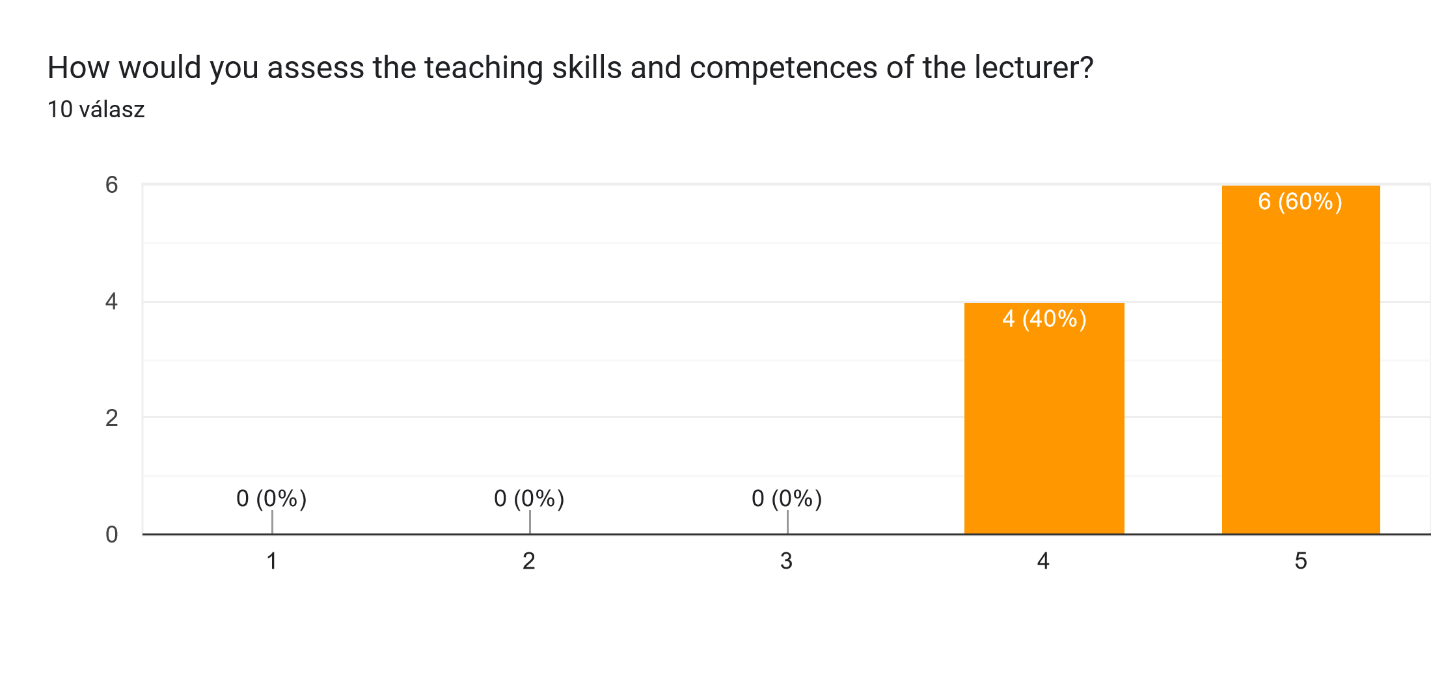 How would you assess the teaching skills and competences of the lecturer?
10 válasz
6
6 (60%)
4
4 (40%)
2
0 (0%) 0 (0%) 0 (0%)
0
1 2 3 4 5